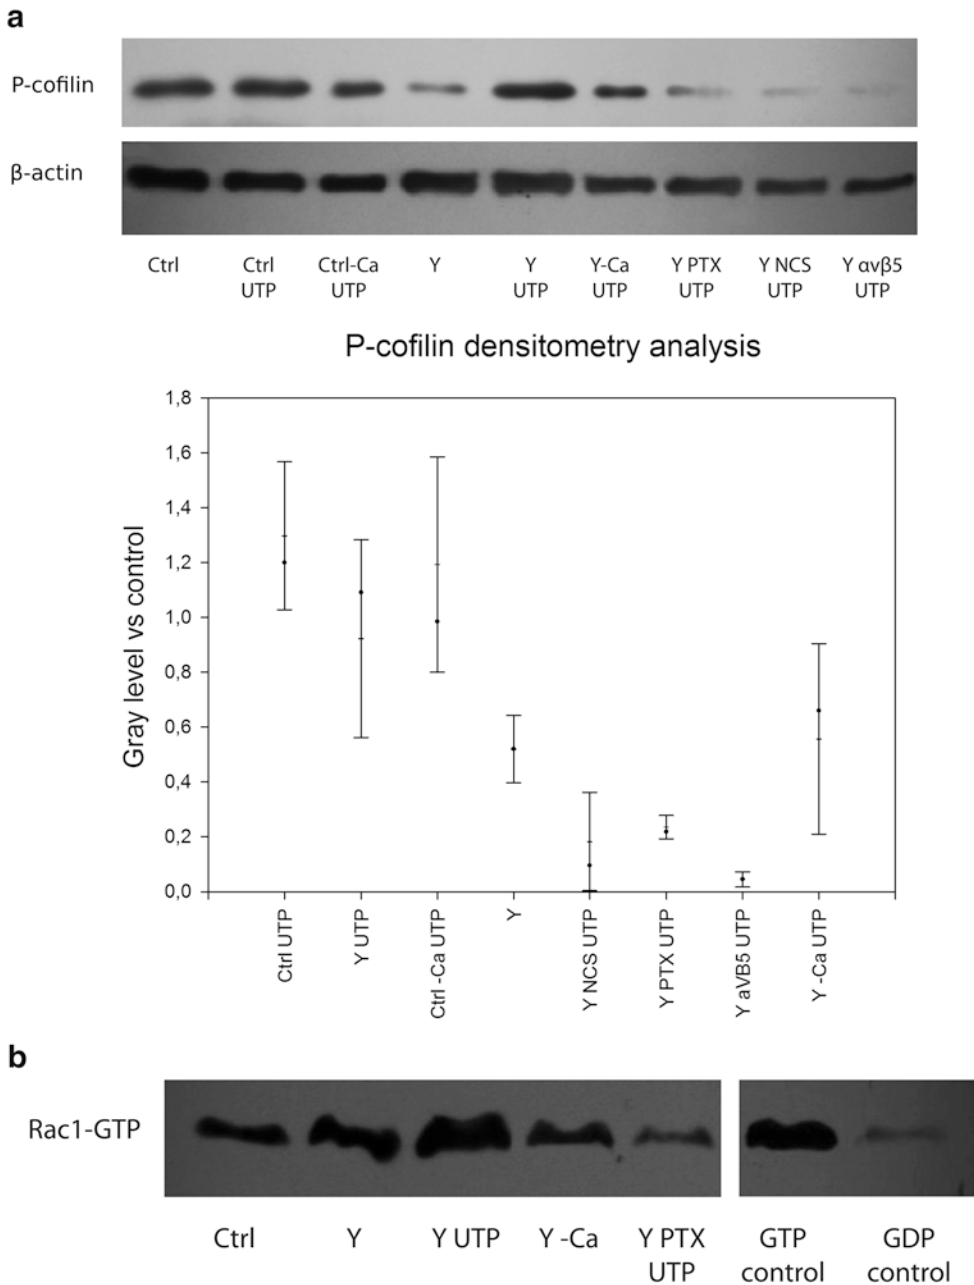 a
P-cofilin
β-actin
Ctrl Ctrl Ctrl-Ca Y Y Y-Ca Y PTX Y NCS Y αvβ5
UTP UTP UTP UTP UTP UTP UTP
P-cofilin densitometry analysis
Gray level vs control
1,8
1,6
1,4
1,2
1,0
0,8
0,6
0,4
0,2
0,0
Ctrl UTP
Y UTP
Ctrl -Ca UTP
Y
Y NCS UTP
Y PTX UTP
Y aVB5 UTP
Y -Ca UTP
b
Rac1-GTP
Ctrl Y Y UTP Y -Ca Y PTX GTP GDP
UTP control control